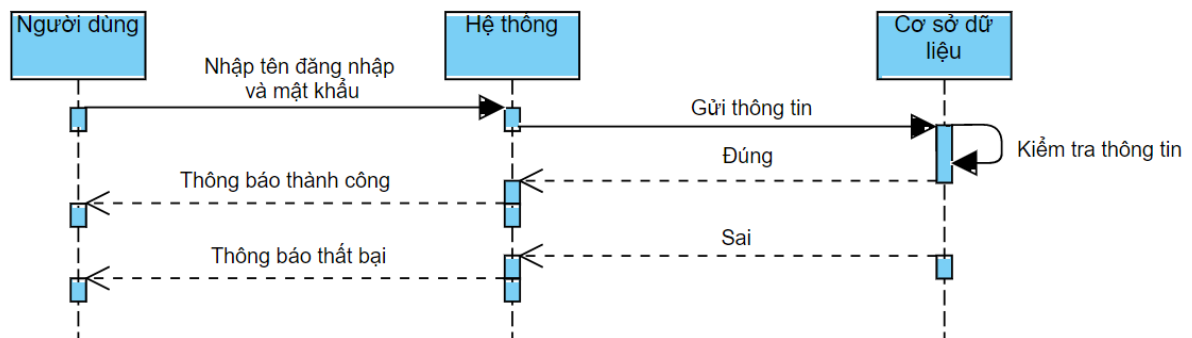 Người dùng
Hệ thống
Cơ sở dữ
liệu
Nhập tên đăng nhập
và mật khẩu
Gửi thông tin
Kiểm tra thông tin
Đúng
Thông báo thành công
Sai
Thông báo thất bại